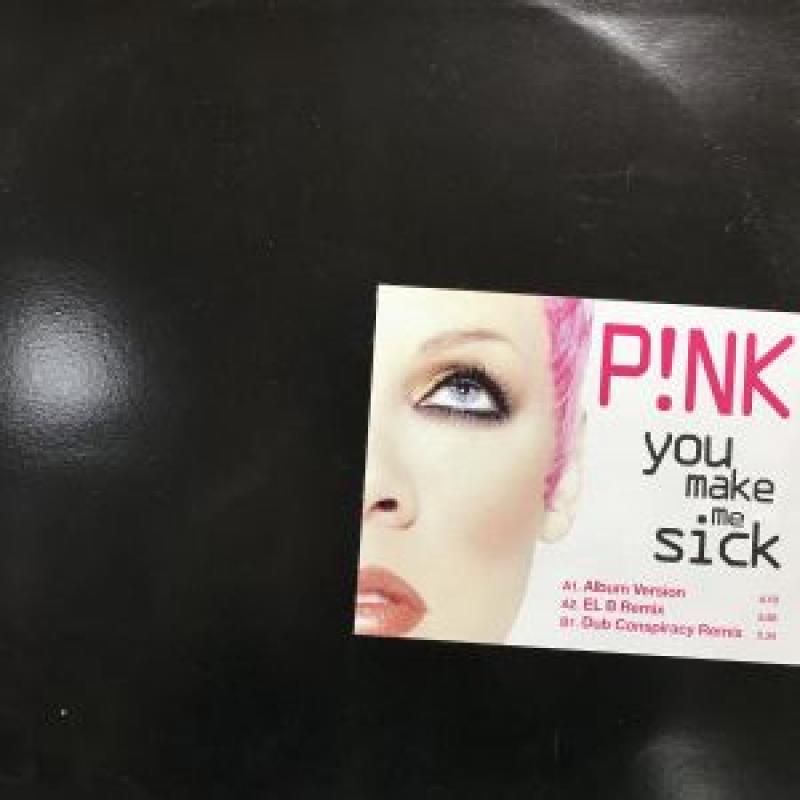 P!NK
you
make
me
sick
A1. Album Version
A2. EL B Remix
B1. Dub Conspiracy Remix